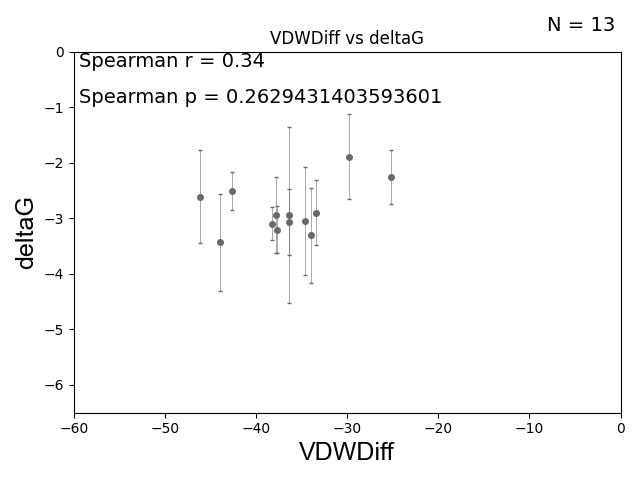 N = 13
VDWDiff vs deltaG
Spearman r = 0.34
Spearman p = 0.2629431403593601
0
−1
−2
−3
−4
−5
−6
deltaG
−60 −50 −40 −30 −20 −10 0
VDWDiff